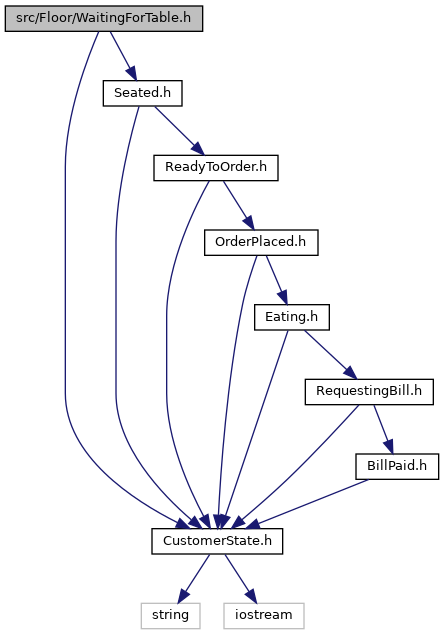 src/Floor/WaitingForTable.h
Seated.h
ReadyToOrder.h
OrderPlaced.h
Eating.h
RequestingBill.h
BillPaid.h
CustomerState.h
string
iostream